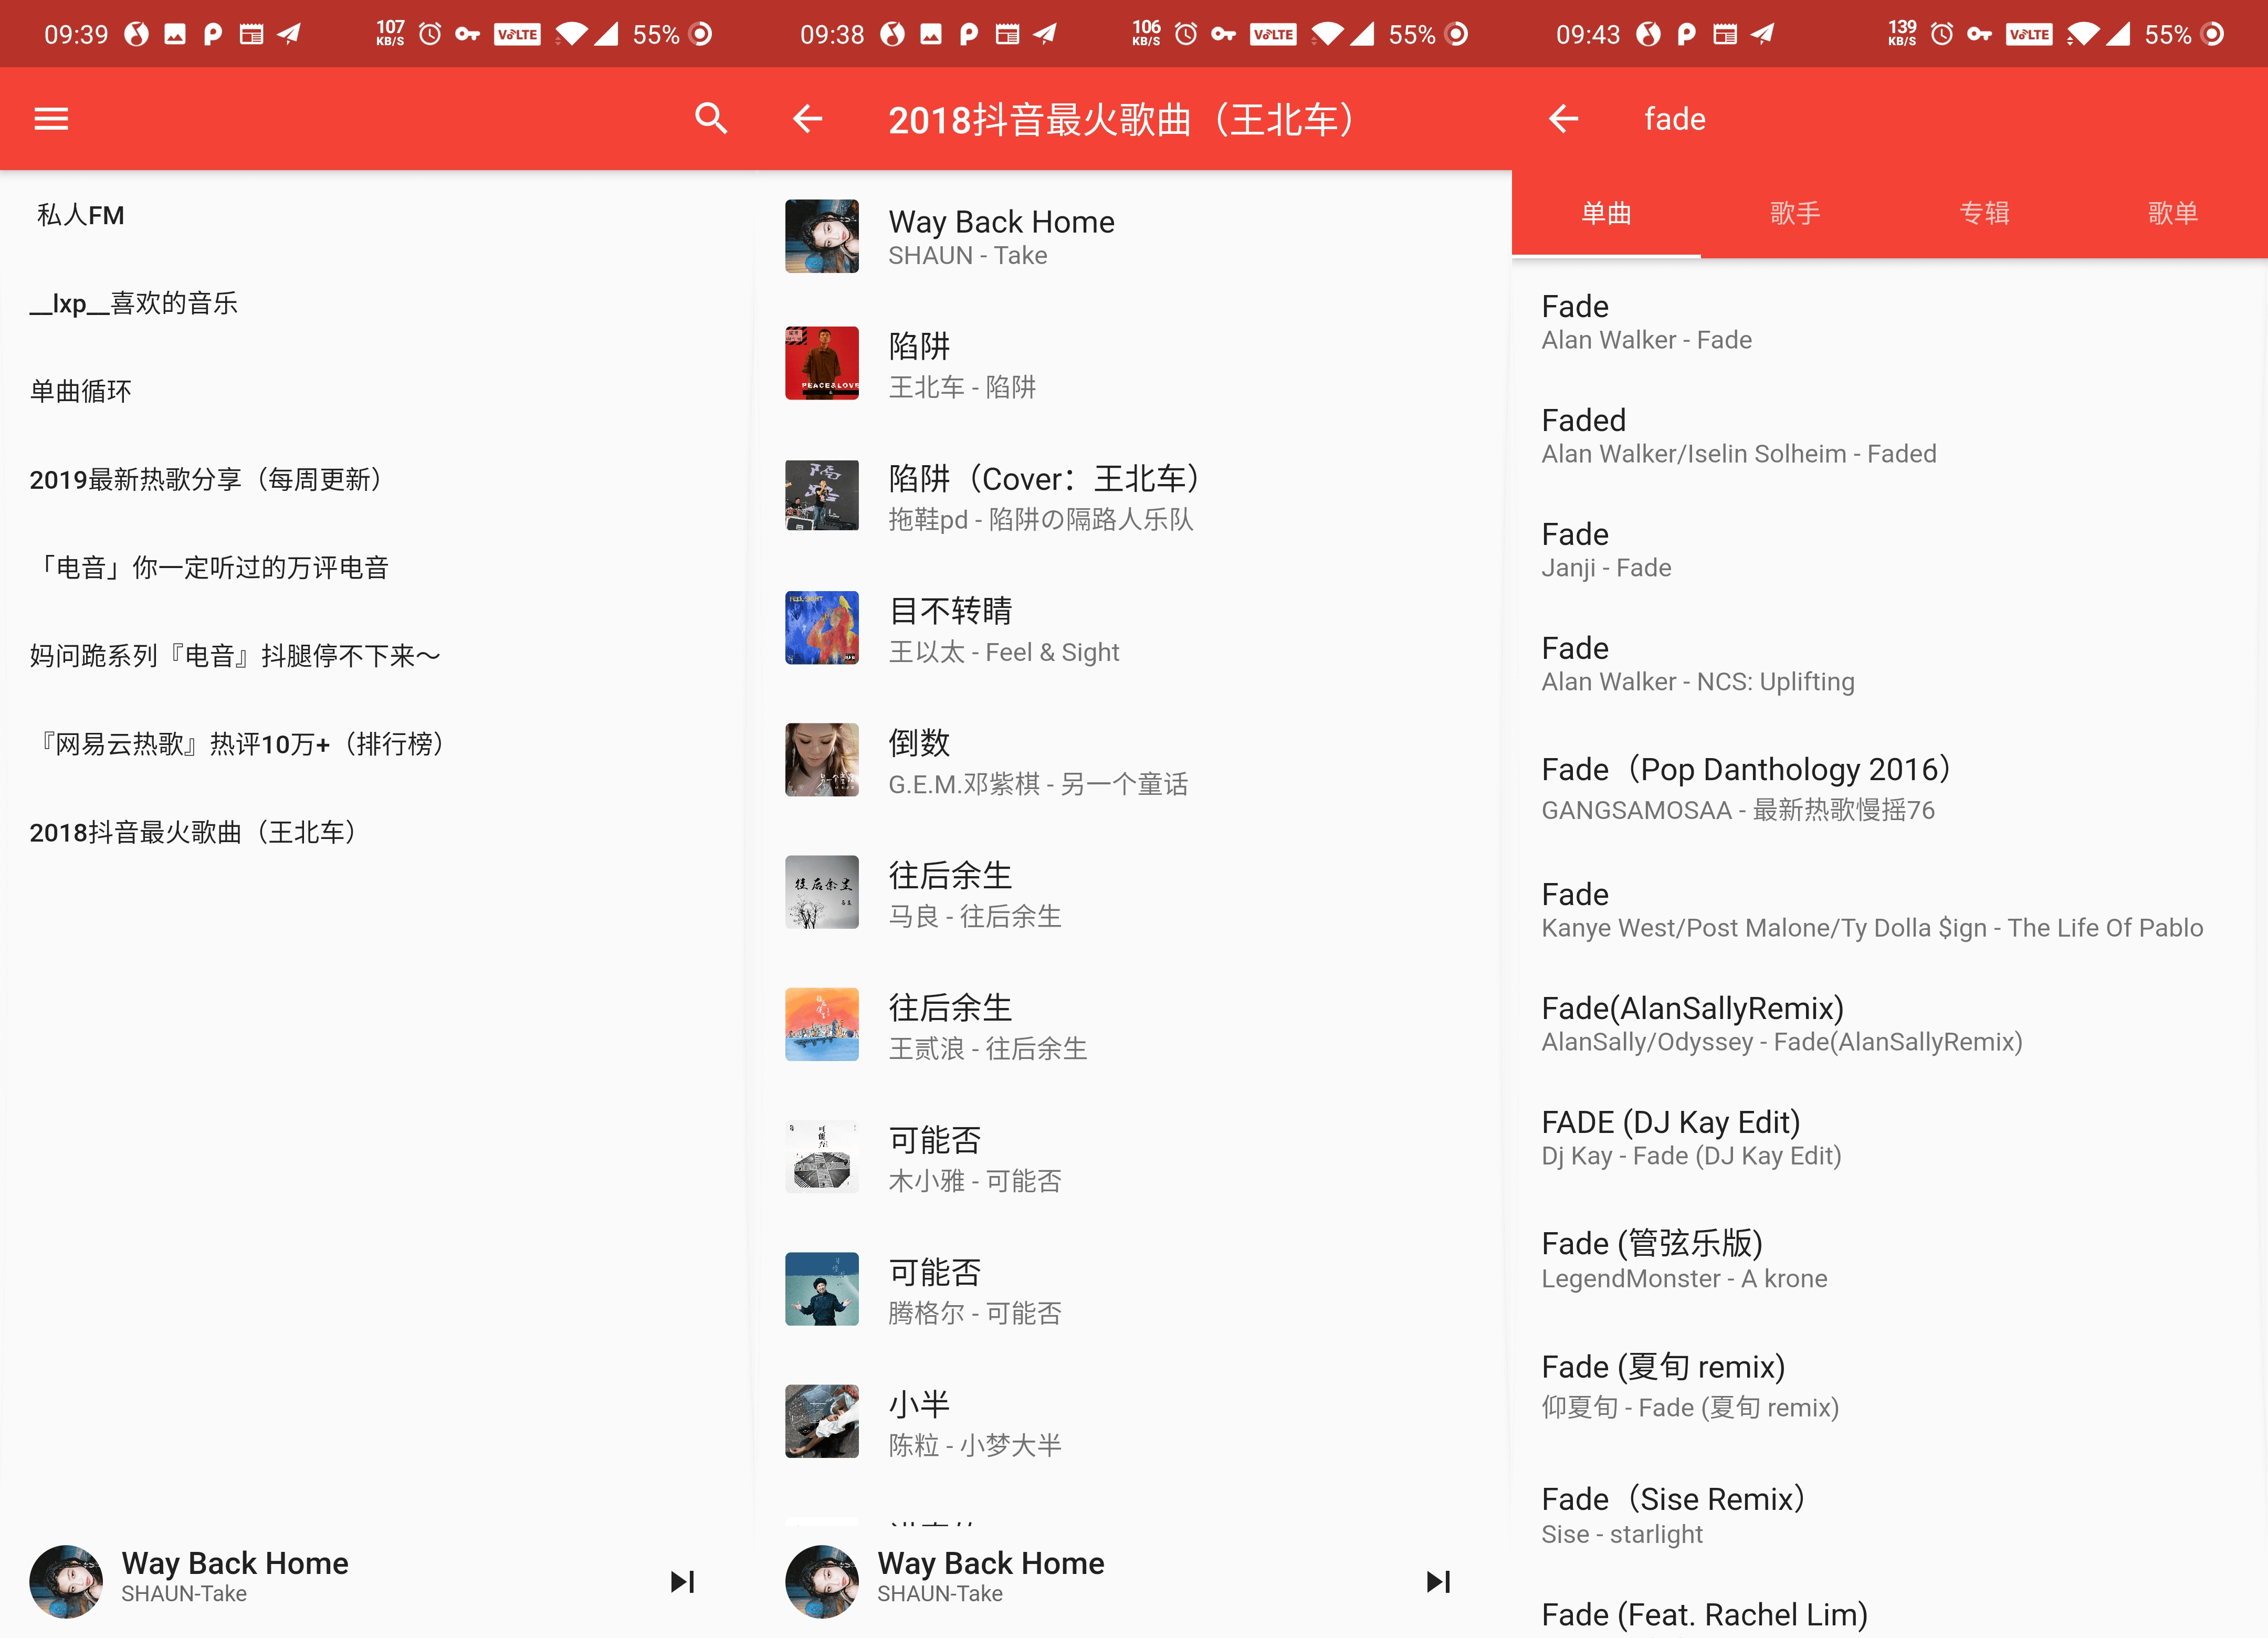 09:39
107
KB/S
VoLTE
55%
私人FM
__lxp__喜欢的音乐
单曲循环
2019最新热歌分享（每周更新）
「电音」你一定听过的万评电音
妈问跪系列『电音』抖腿停不下来～
『网易云热歌』热评10万+（排行榜）
2018抖音最火歌曲（王北车）
Way Back Home
SHAUN-Take
09:38
106
KB/S
VoLTE
55%
2018抖音最火歌曲（王北车）
Way Back Home
SHAUN - Take
陷阱
王北车 - 陷阱
PEACE&LOVE
陷阱（Cover：王北车）
拖鞋pd - 陷阱の隔路人乐队
目不转睛
王以太 - Feel & Sight
倒数
G.E.M.邓紫棋 - 另一个童话
往后余生
马良 - 往后余生
往后余生
王贰浪 - 往后余生
可能否
木小雅 - 可能否
可能否
腾格尔 - 可能否
小半
陈粒 - 小梦大半
Way Back Home
SHAUN-Take
09:43
139
KB/S
VoLTE
55%
fade
单曲 歌手 专辑 歌单
Fade
Alan Walker - Fade
Faded
Alan Walker/Iselin Solheim - Faded
Fade
Janji - Fade
Fade
Alan Walker - NCS: Uplifting
Fade（Pop Danthology 2016）
GANGSAMOSAA - 最新热歌慢摇76
Fade
Kanye West/Post Malone/Ty Dolla $ign - The Life Of Pablo
Fade(AlanSallyRemix)
AlanSally/Odyssey - Fade(AlanSallyRemix)
FADE (DJ Kay Edit)
Dj Kay - Fade (DJ Kay Edit)
Fade (管弦乐版)
LegendMonster - A krone
Fade (夏旬 remix)
仰夏旬 - Fade (夏旬 remix)
Fade（Sise Remix）
Sise - starlight
Fade (Feat. Rachel Lim)